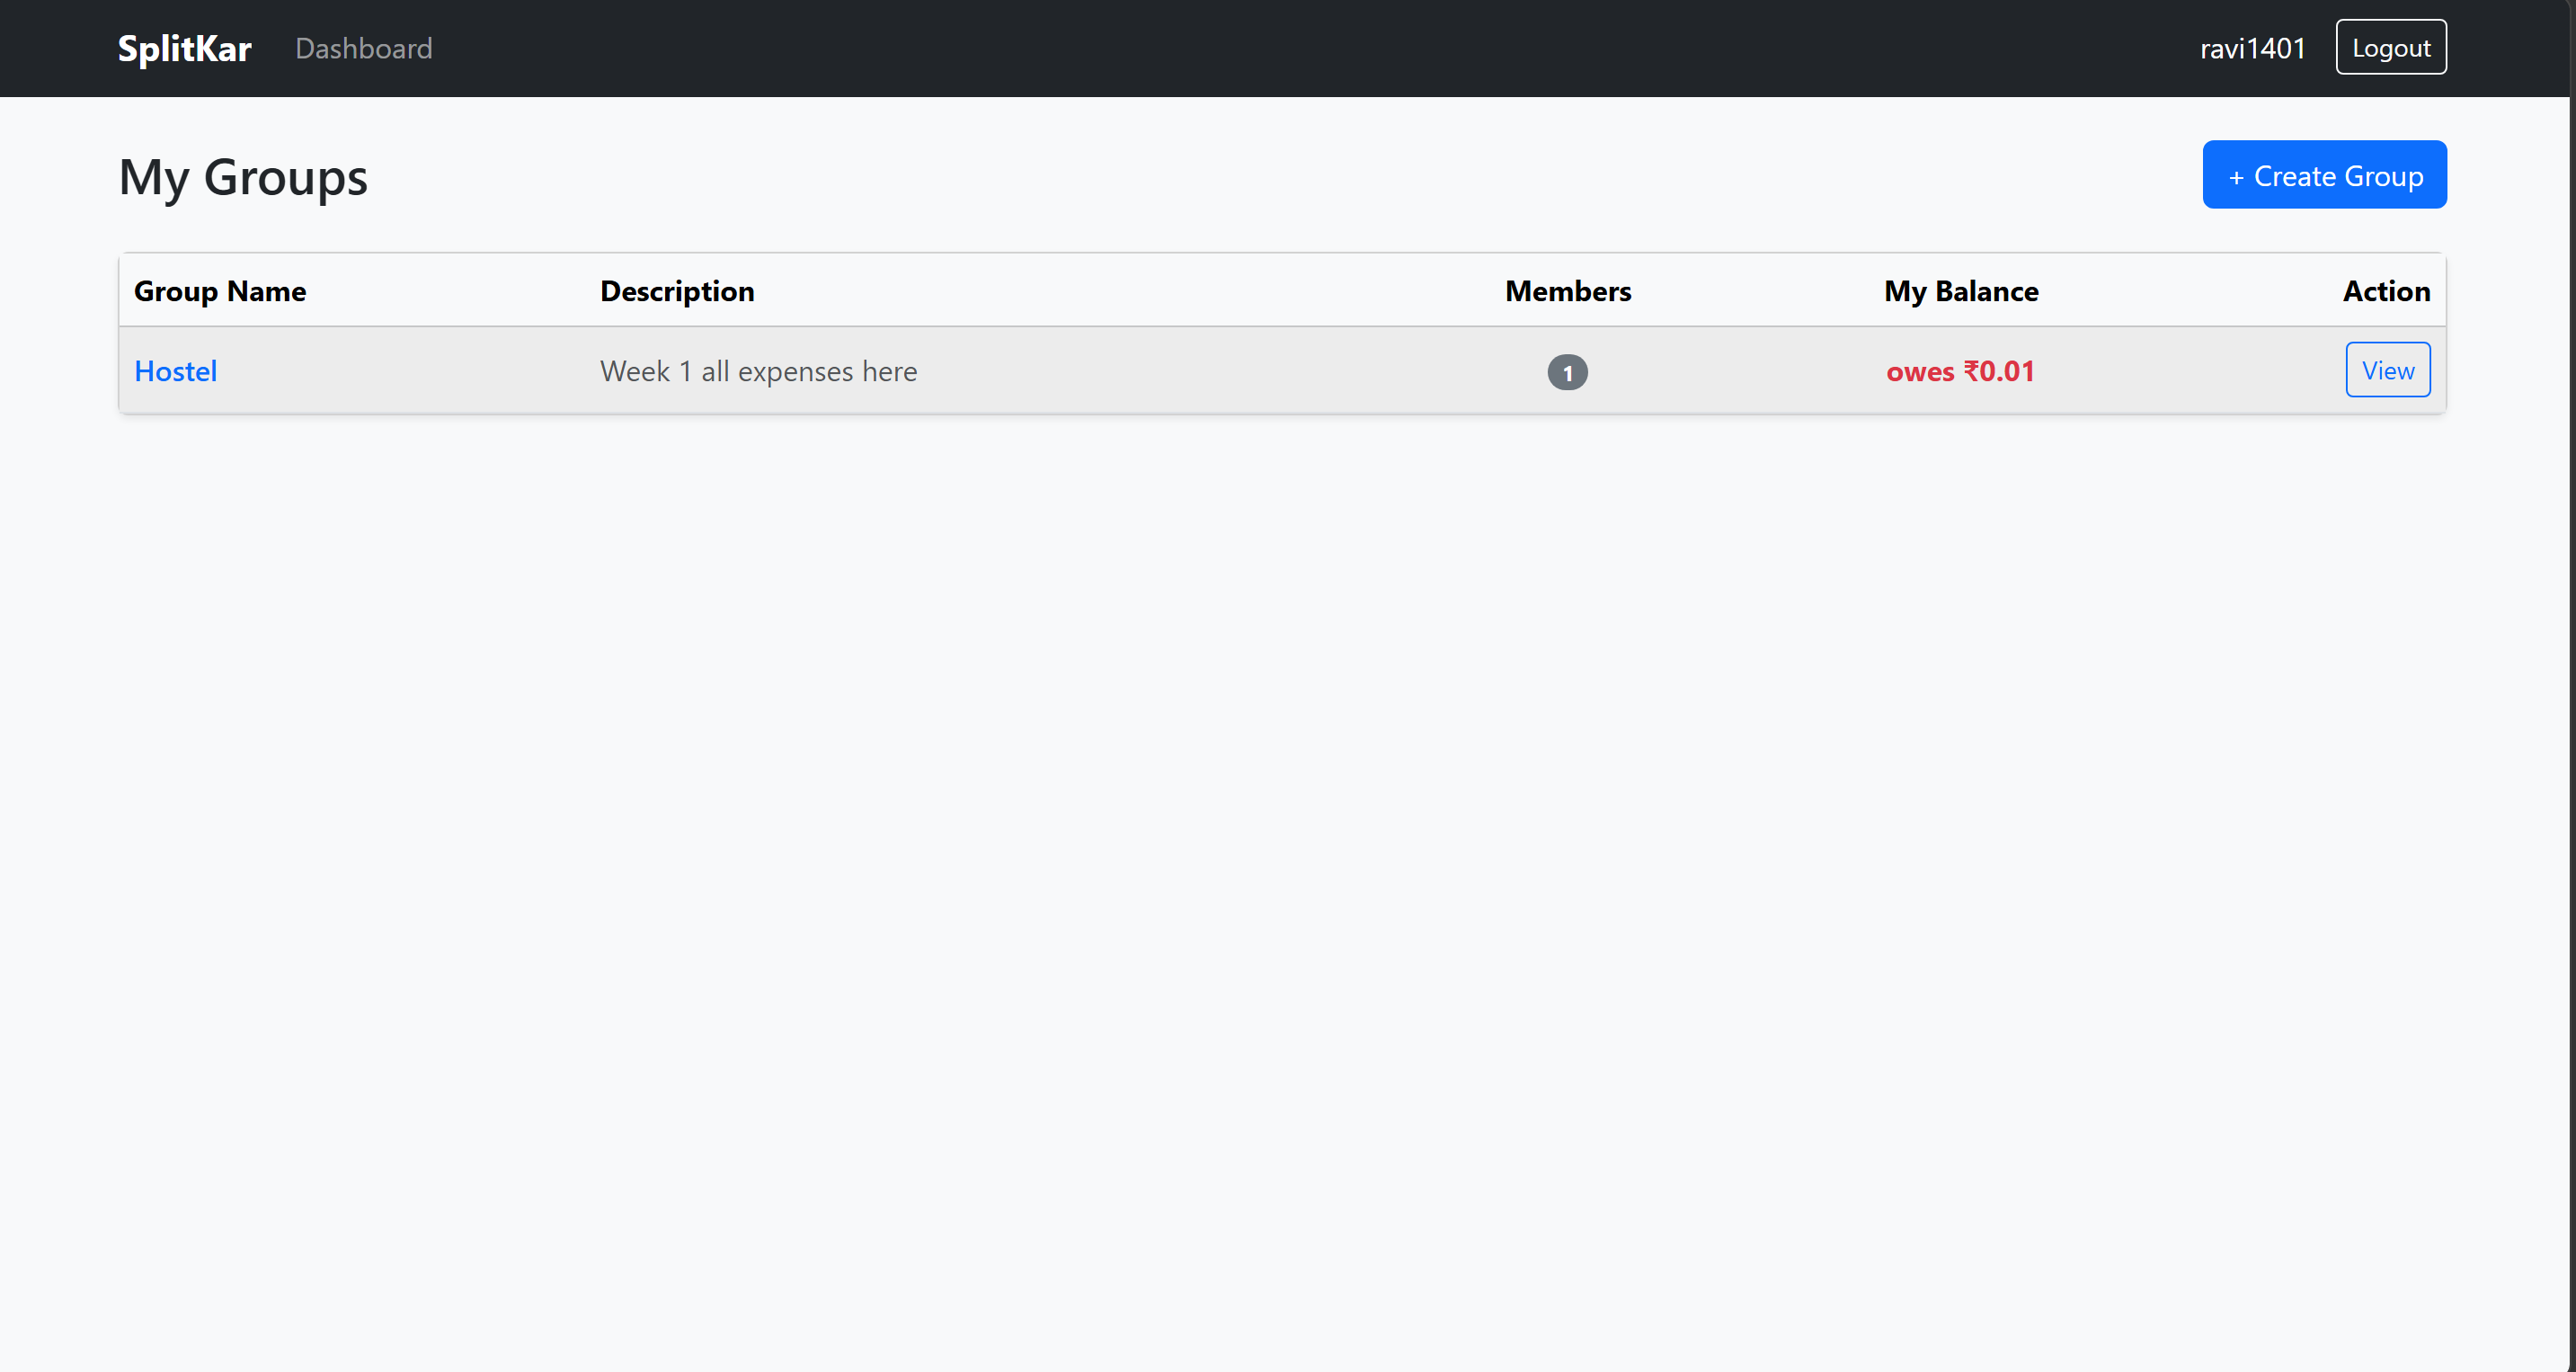 SplitKar Dashboard ravi1401 Logout
My Groups + Create Group
Group Name Description Members My Balance Action
Hostel Week 1 all expenses here 1 owes ₹0.01 View